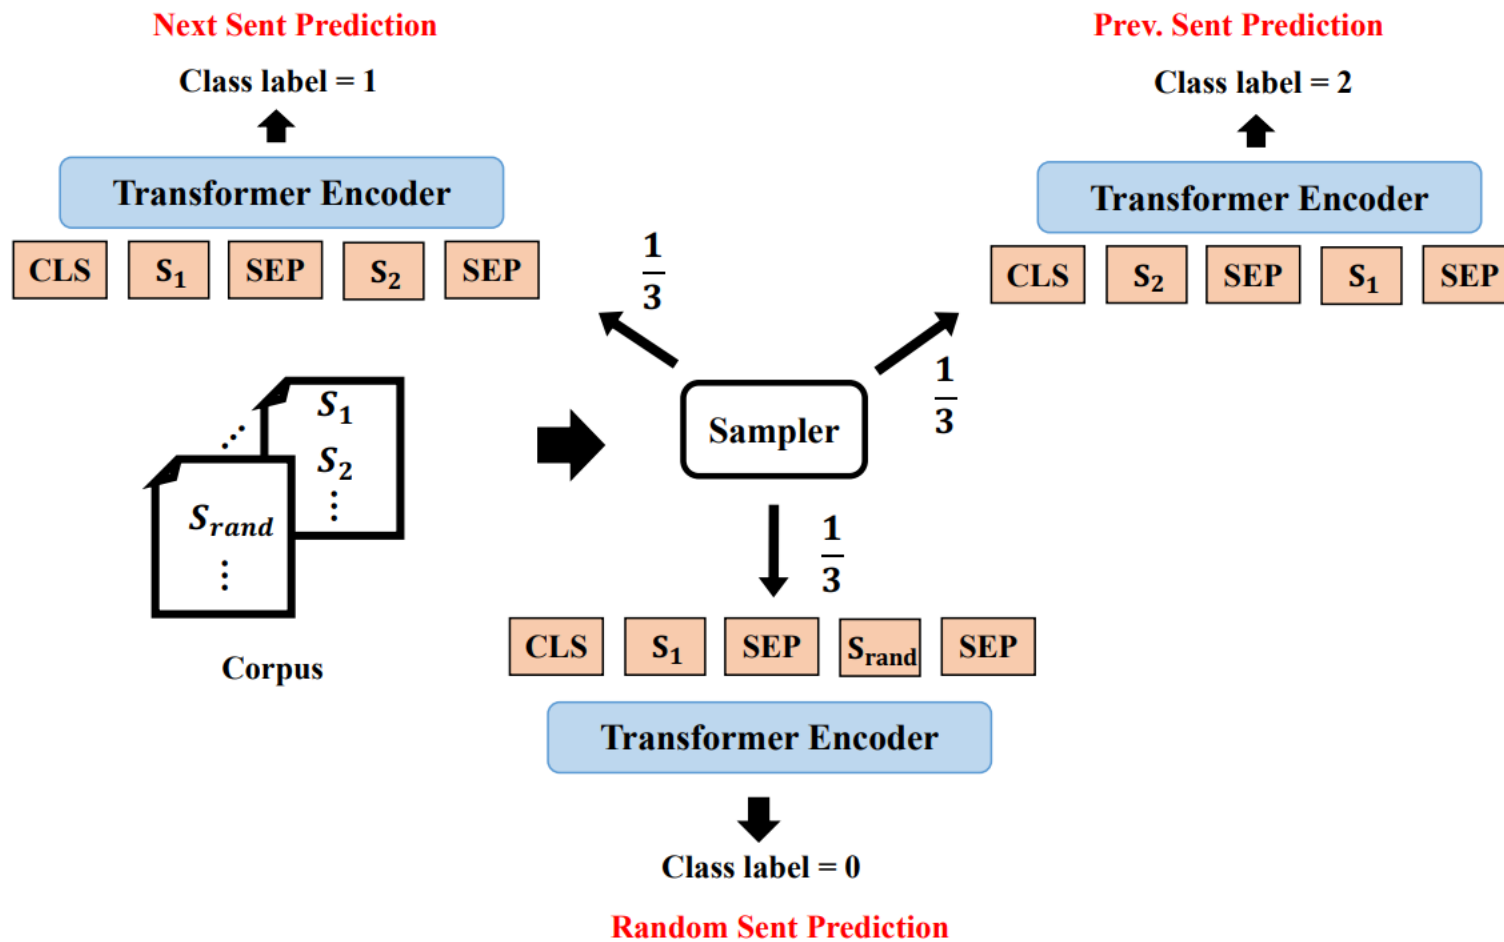 Next Sent Prediction
Class label = 1
Transformer Encoder
CLS S₁ SEP S₂ SEP
Prev. Sent Prediction
Class label = 2
Transformer Encoder
CLS S₂ SEP S₁ SEP
1/3
1/3
Sampler
1/3
S₁
S₂
⋮
⋯
S_rand
⋮
Corpus
CLS S₁ SEP S_rand SEP
Transformer Encoder
Class label = 0
Random Sent Prediction